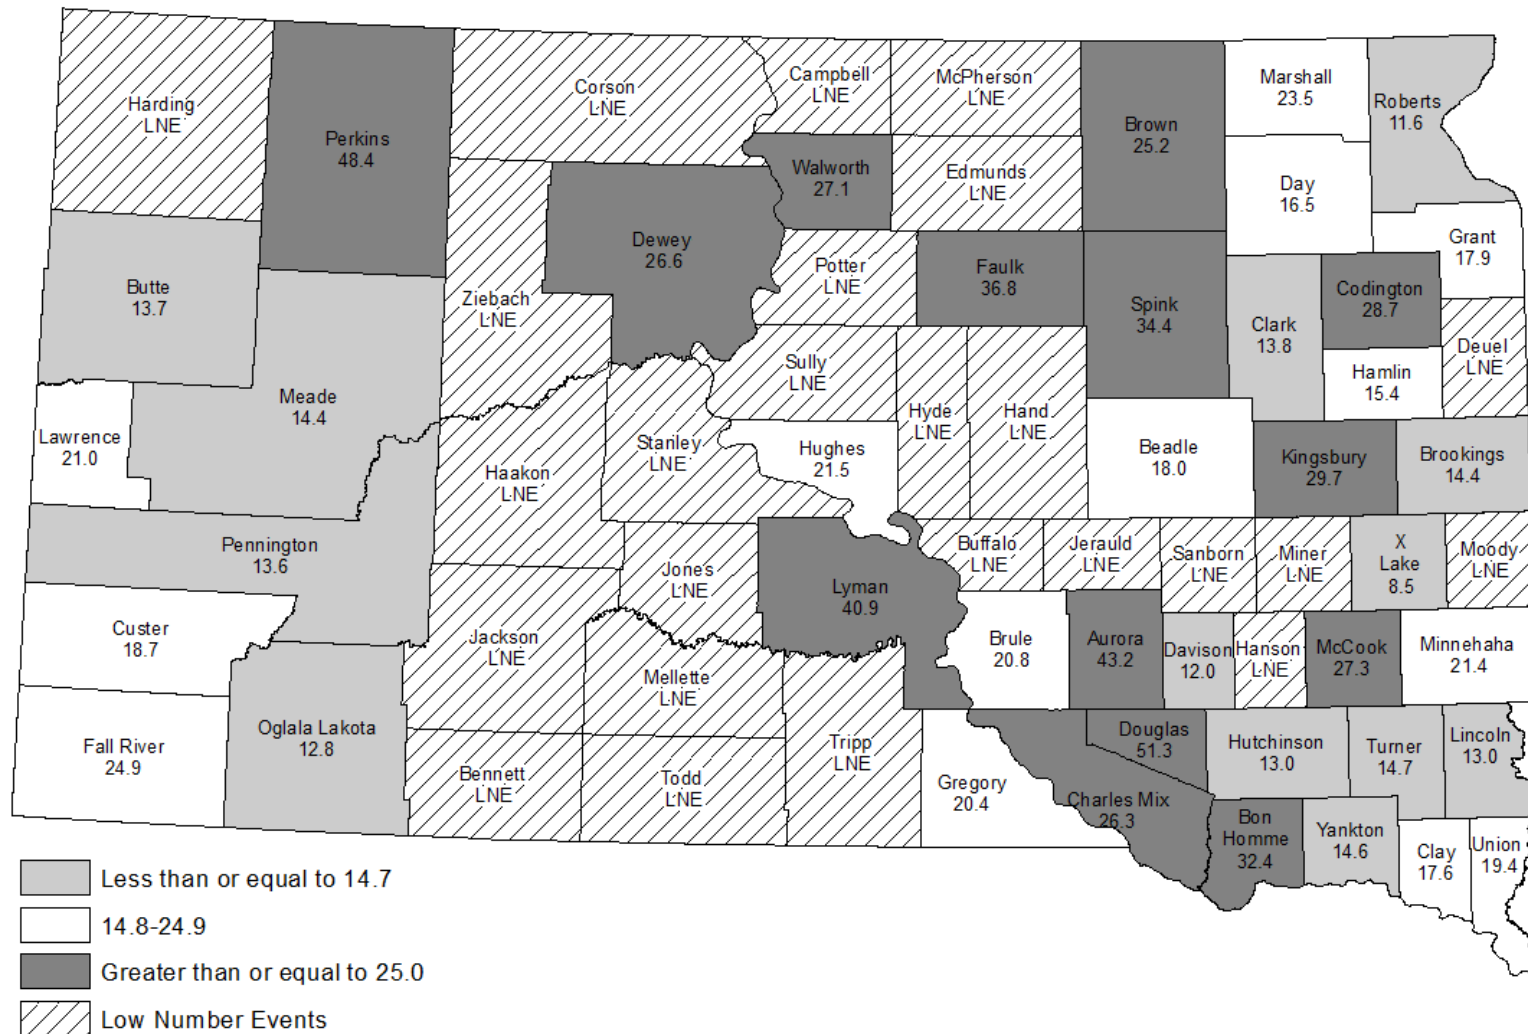 Harding
LNE
Perkins
48.4
Corson
LNE
Campbell
LNE
McPherson
LNE
Brown
25.2
Marshall
23.5
Roberts
11.6
Walworth
27.1
Edmunds
LNE
Day
16.5
Grant
17.9
Butte
13.7
Ziebach
LNE
Dewey
26.6
Potter
LNE
Faulk
36.8
Spink
34.4
Clark
13.8
Codington
28.7
Deuel
LNE
Hamlin
15.4
Meade
14.4
Sully
LNE
Hyde
LNE
Hand
LNE
Lawrence
21.0
Haakon
LNE
Stanley
LNE
Hughes
21.5
Beadle
18.0
Kingsbury
29.7
Brookings
14.4
Pennington
13.6
Jones
LNE
Lyman
40.9
Buffalo
LNE
Jerauld
LNE
Sanborn
LNE
Miner
LNE
X
Lake
8.5
Moody
LNE
Custer
18.7
Jackson
LNE
Mellette
LNE
Brule
20.8
Aurora
43.2
Davison
12.0
Hanson
LNE
McCook
27.3
Minnehaha
21.4
Fall River
24.9
Oglala Lakota
12.8
Bennett
LNE
Todd
LNE
Tripp
LNE
Gregory
20.4
Charles Mix
26.3
Douglas
51.3
Hutchinson
13.0
Turner
14.7
Lincoln
13.0
Bon
Homme
32.4
Yankton
14.6
Clay
17.6
Union
19.4
Less than or equal to 14.7
14.8-24.9
Greater than or equal to 25.0
Low Number Events